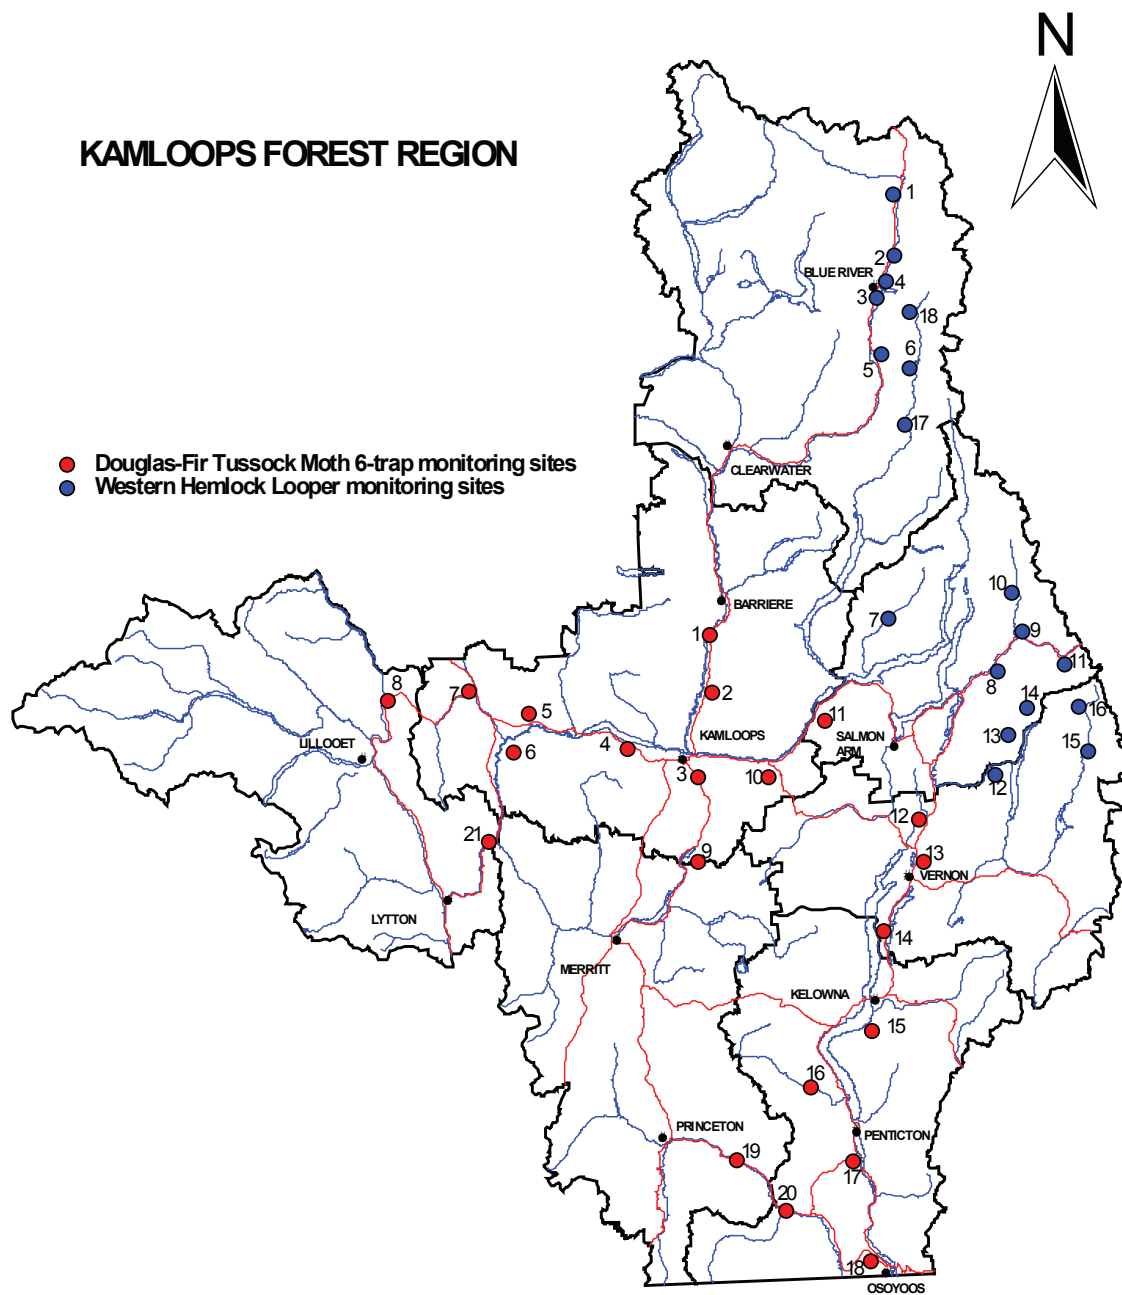 N
KAMLOOPS FOREST REGION
1
2
BLUE RIVER
4
3
18
6
5
17
Douglas-Fir Tussock Moth 6-trap monitoring sites
Western Hemlock Looper monitoring sites
CLEARWATER
10
BARRIERE
7
1
9
11
8
2
8
7
14
16
5
11
LILLOOET
4
KAMLOOPS
SALMON
ARM
13
15
6
3
10
12
12
21
9
13
VERNON
LYTTON
14
MERRITT
KELOWNA
15
16
PRINCETON
PENTICTON
19
17
20
18
OSOYOOS